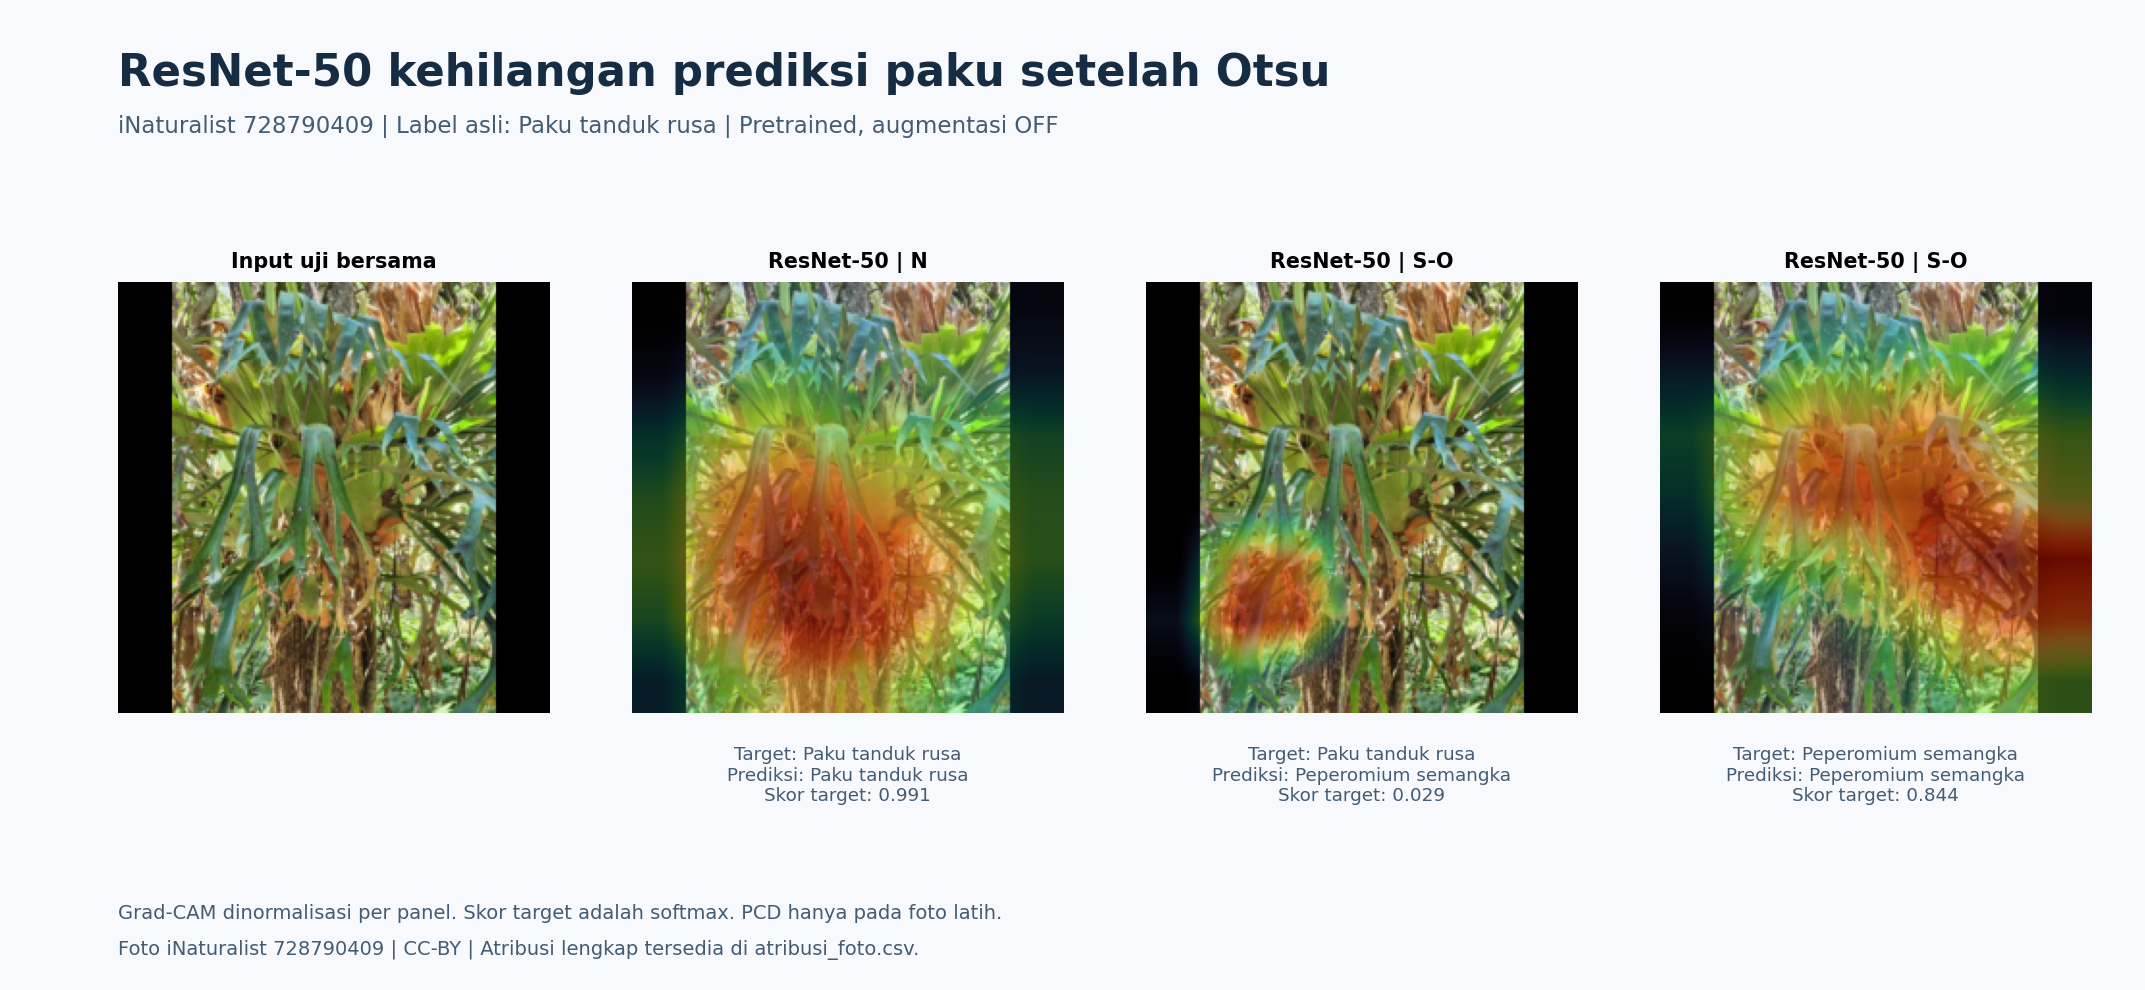 ResNet-50 kehilangan prediksi paku setelah Otsu
iNaturalist 728790409 | Label asli: Paku tanduk rusa | Pretrained, augmentasi OFF
Input uji bersama
ResNet-50 | N
Target: Paku tanduk rusa
Prediksi: Paku tanduk rusa
Skor target: 0.991
ResNet-50 | S-O
Target: Paku tanduk rusa
Prediksi: Peperomium semangka
Skor target: 0.029
ResNet-50 | S-O
Target: Peperomium semangka
Prediksi: Peperomium semangka
Skor target: 0.844
Grad-CAM dinormalisasi per panel. Skor target adalah softmax. PCD hanya pada foto latih.
Foto iNaturalist 728790409 | CC-BY | Atribusi lengkap tersedia di atribusi_foto.csv.